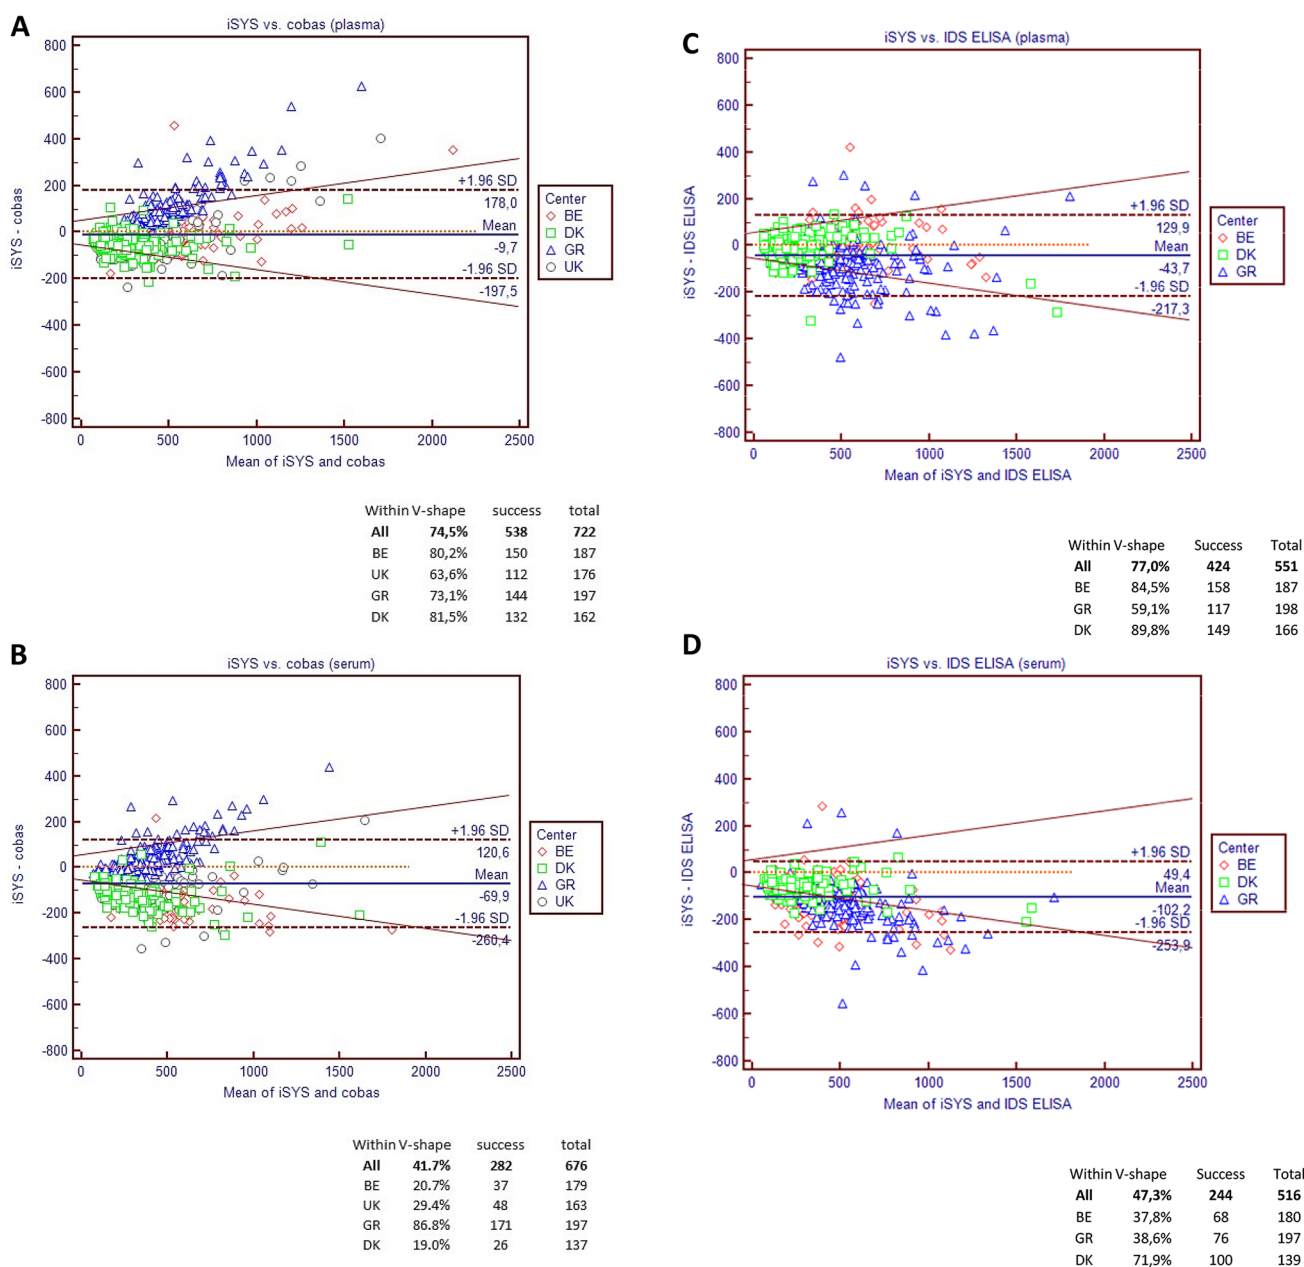 A
iSYS vs. cobas (plasma)
800
600
400
200
0
-200
-400
-600
-800
iSYS - cobas
+1.96 SD
178,0
Mean
-9,7
-1.96 SD
-197,5
0 500 1000 1500 2000 2500
Mean of iSYS and cobas
Center
BE
DK
GR
UK
Within V-shape success total
All 74,5% 538 722
BE 80,2% 150 187
UK 63,6% 112 176
GR 73,1% 144 197
DK 81,5% 132 162
B
iSYS vs. cobas (serum)
800
600
400
200
0
-200
-400
-600
-800
iSYS - cobas
+1.96 SD
120,6
Mean
-69,9
-1.96 SD
-260,4
0 500 1000 1500 2000 2500
Mean of iSYS and cobas
Center
BE
DK
GR
UK
Within V-shape success total
All 41.7% 282 676
BE 20.7% 37 179
UK 29.4% 48 163
GR 86.8% 171 197
DK 19.0% 26 137
C
iSYS vs. IDS ELISA (plasma)
800
600
400
200
0
-200
-400
-600
-800
iSYS - IDS ELISA
+1.96 SD
129,9
Mean
-43,7
-1.96 SD
-217,3
0 500 1000 1500 2000 2500
Mean of iSYS and IDS ELISA
Center
BE
DK
GR
Within V-shape Success Total
All 77,0% 424 551
BE 84,5% 158 187
GR 59,1% 117 198
DK 89,8% 149 166
D
iSYS vs. IDS ELISA (serum)
800
600
400
200
0
-200
-400
-600
-800
iSYS - IDS ELISA
+1.96 SD
49,4
Mean
-102,2
-1.96 SD
-253,9
0 500 1000 1500 2000 2500
Mean of iSYS and IDS ELISA
Center
BE
DK
GR
Within V-shape Success Total
All 47,3% 244 516
BE 37,8% 68 180
GR 38,6% 76 197
DK 71,9% 100 139